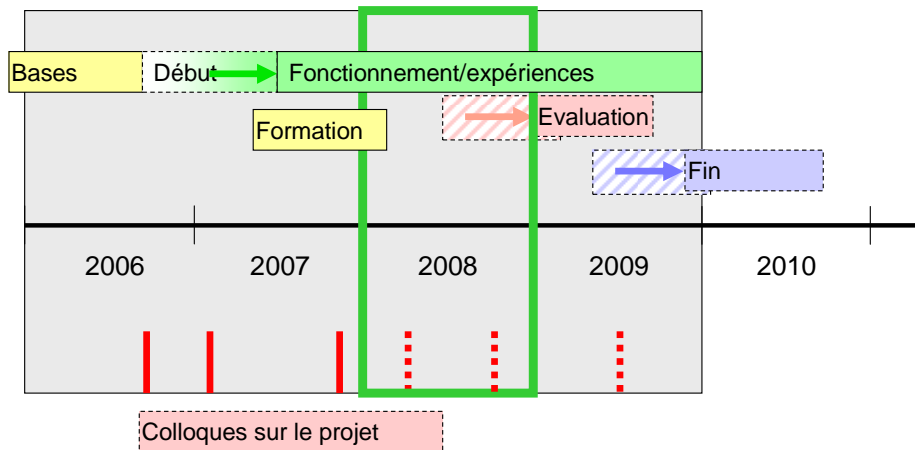 Bases
Début
Fonctionnement/expériences
Formation
Evaluation
Fin
2006
2007
2008
2009
2010
Colloques sur le projet